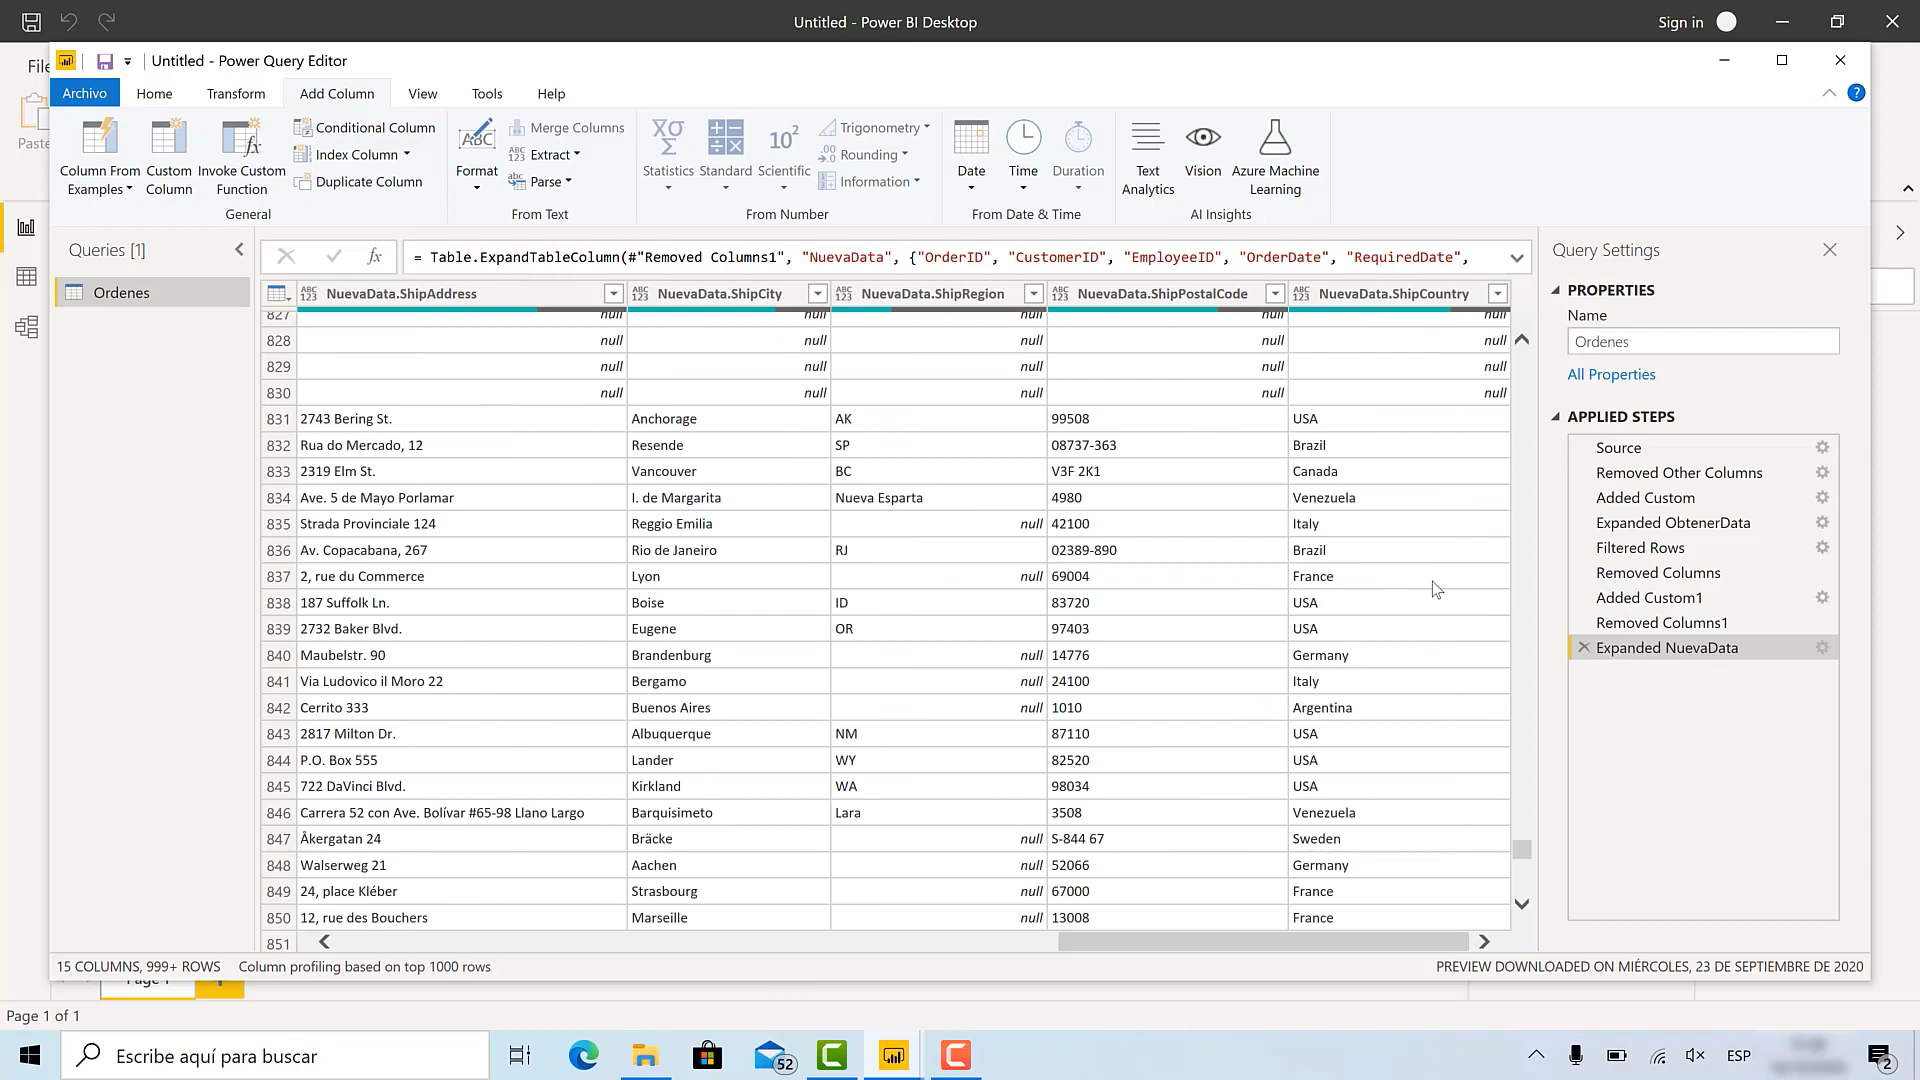 Untitled - Power BI Desktop
Sign in
Untitled - Power Query Editor
Archivo Home Transform Add Column View Tools Help
Paste
Column From Examples
Custom Column
Invoke Custom Function
Conditional Column
Index Column
Duplicate Column
General
Format
Merge Columns
Extract
Parse
From Text
Statistics
Standard
Scientific
Trigonometry
Rounding
Information
From Number
Date
Time
Duration
From Date & Time
Text Analytics
Vision
Azure Machine Learning
AI Insights
Queries [1]
Ordenes
= Table.ExpandTableColumn(#"Removed Columns1", "NuevaData", {"OrderID", "CustomerID", "EmployeeID", "OrderDate", "RequiredDate",
NuevaData.ShipAddress NuevaData.ShipCity NuevaData.ShipRegion NuevaData.ShipPostalCode NuevaData.ShipCountry
827 null null null null null
828 null null null null null
829 null null null null null
830 null null null null null
831 2743 Bering St. Anchorage AK 99508 USA
832 Rua do Mercado, 12 Resende SP 08737-363 Brazil
833 2319 Elm St. Vancouver BC V3F 2K1 Canada
834 Ave. 5 de Mayo Porlamar I. de Margarita Nueva Esparta 4980 Venezuela
835 Strada Provinciale 124 Reggio Emilia null 42100 Italy
836 Av. Copacabana, 267 Rio de Janeiro RJ 02389-890 Brazil
837 2, rue du Commerce Lyon null 69004 France
838 187 Suffolk Ln. Boise ID 83720 USA
839 2732 Baker Blvd. Eugene OR 97403 USA
840 Maubelstr. 90 Brandenburg null 14776 Germany
841 Via Ludovico il Moro 22 Bergamo null 24100 Italy
842 Cerrito 333 Buenos Aires null 1010 Argentina
843 2817 Milton Dr. Albuquerque NM 87110 USA
844 P.O. Box 555 Lander WY 82520 USA
845 722 DaVinci Blvd. Kirkland WA 98034 USA
846 Carrera 52 con Ave. Bolívar #65-98 Llano Largo Barquisimeto Lara 3508 Venezuela
847 Åkergatan 24 Bräcke null S-844 67 Sweden
848 Walserweg 21 Aachen null 52066 Germany
849 24, place Kléber Strasbourg null 67000 France
850 12, rue des Bouchers Marseille null 13008 France
851
Query Settings
PROPERTIES
Name
Ordenes
All Properties
APPLIED STEPS
Source
Removed Other Columns
Added Custom
Expanded ObtenerData
Filtered Rows
Removed Columns
Added Custom1
Removed Columns1
Expanded NuevaData
15 COLUMNS, 999+ ROWS Column profiling based on top 1000 rows
PREVIEW DOWNLOADED ON MIÉRCOLES, 23 DE SEPTIEMBRE DE 2020
Page 1
Page 1 of 1
Escribe aquí para buscar
52
ESP
2